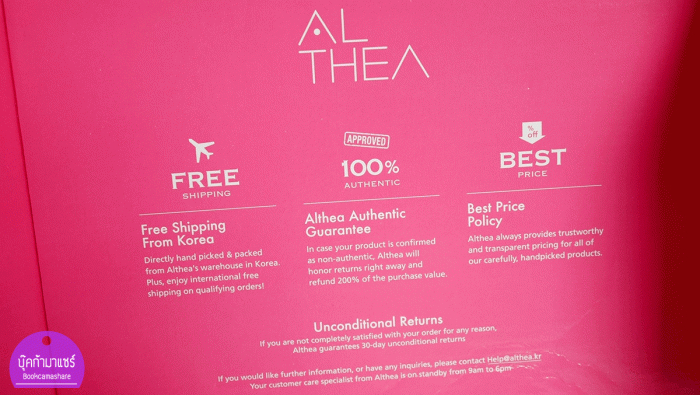 AL
THEA
FREE
SHIPPING
Free Shipping
From Korea
Directly hand picked & packed
from Althea's warehouse in Korea.
Plus, enjoy international free
shipping on qualifying orders!
APPROVED
100%
AUTHENTIC
Althea Authentic
Guarantee
In case your product is confirmed
as non-authentic, Althea will
honor returns right away and
refund 200% of the purchase value.
% off
BEST
PRICE
Best Price
Policy
Althea always provides trustworthy
and transparent pricing for all of
our carefully, handpicked products.
Unconditional Returns
If you are not completely satisfied with your order for any reason,
Althea guarantees 30-day unconditional returns
If you would like further information, or have any inquiries, please contact Help@althea.kr
Your customer care specialist from Althea is on standby from 9am to 6pm
บุ๊คก้ามาแชร์
Bookcamashare